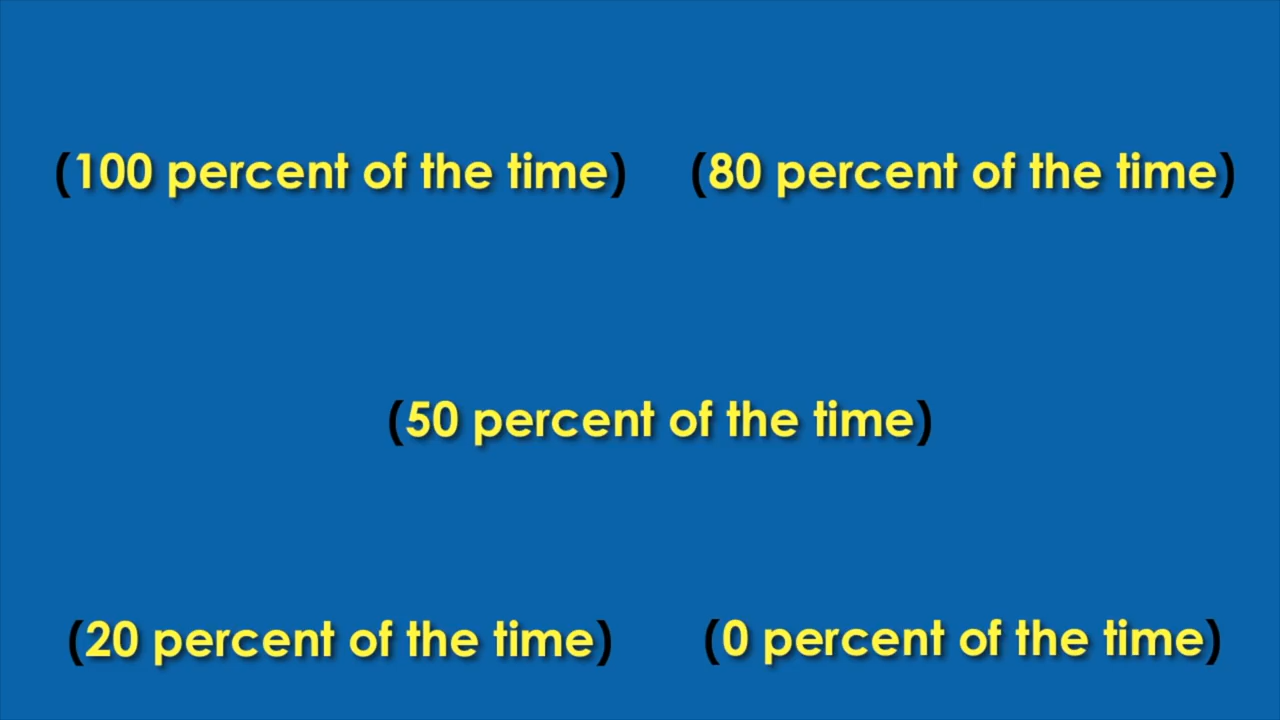 (100 percent of the time)
(80 percent of the time)
(50 percent of the time)
(20 percent of the time)
(0 percent of the time)